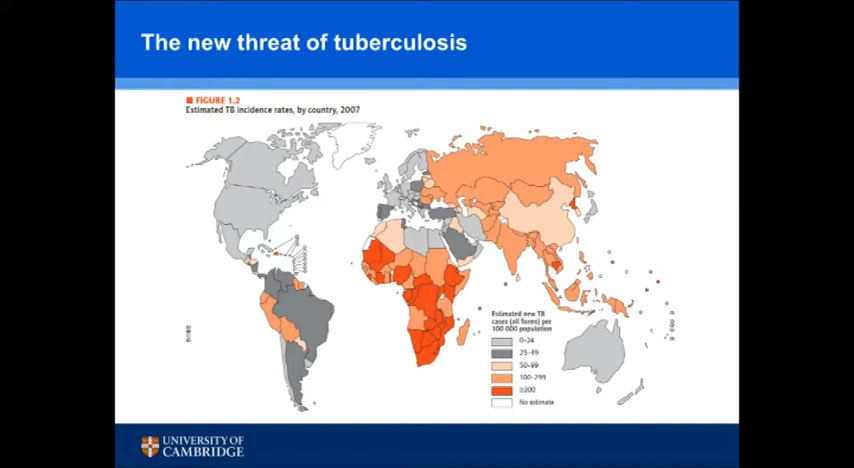 The new threat of tuberculosis
FIGURE 1.2
Estimated TB incidence rates, by country, 2007
Estimated new TB
cases (all forms) per
100 000 population
0–24
25–49
50–99
100–299
≥300
No estimate
UNIVERSITY OF
CAMBRIDGE